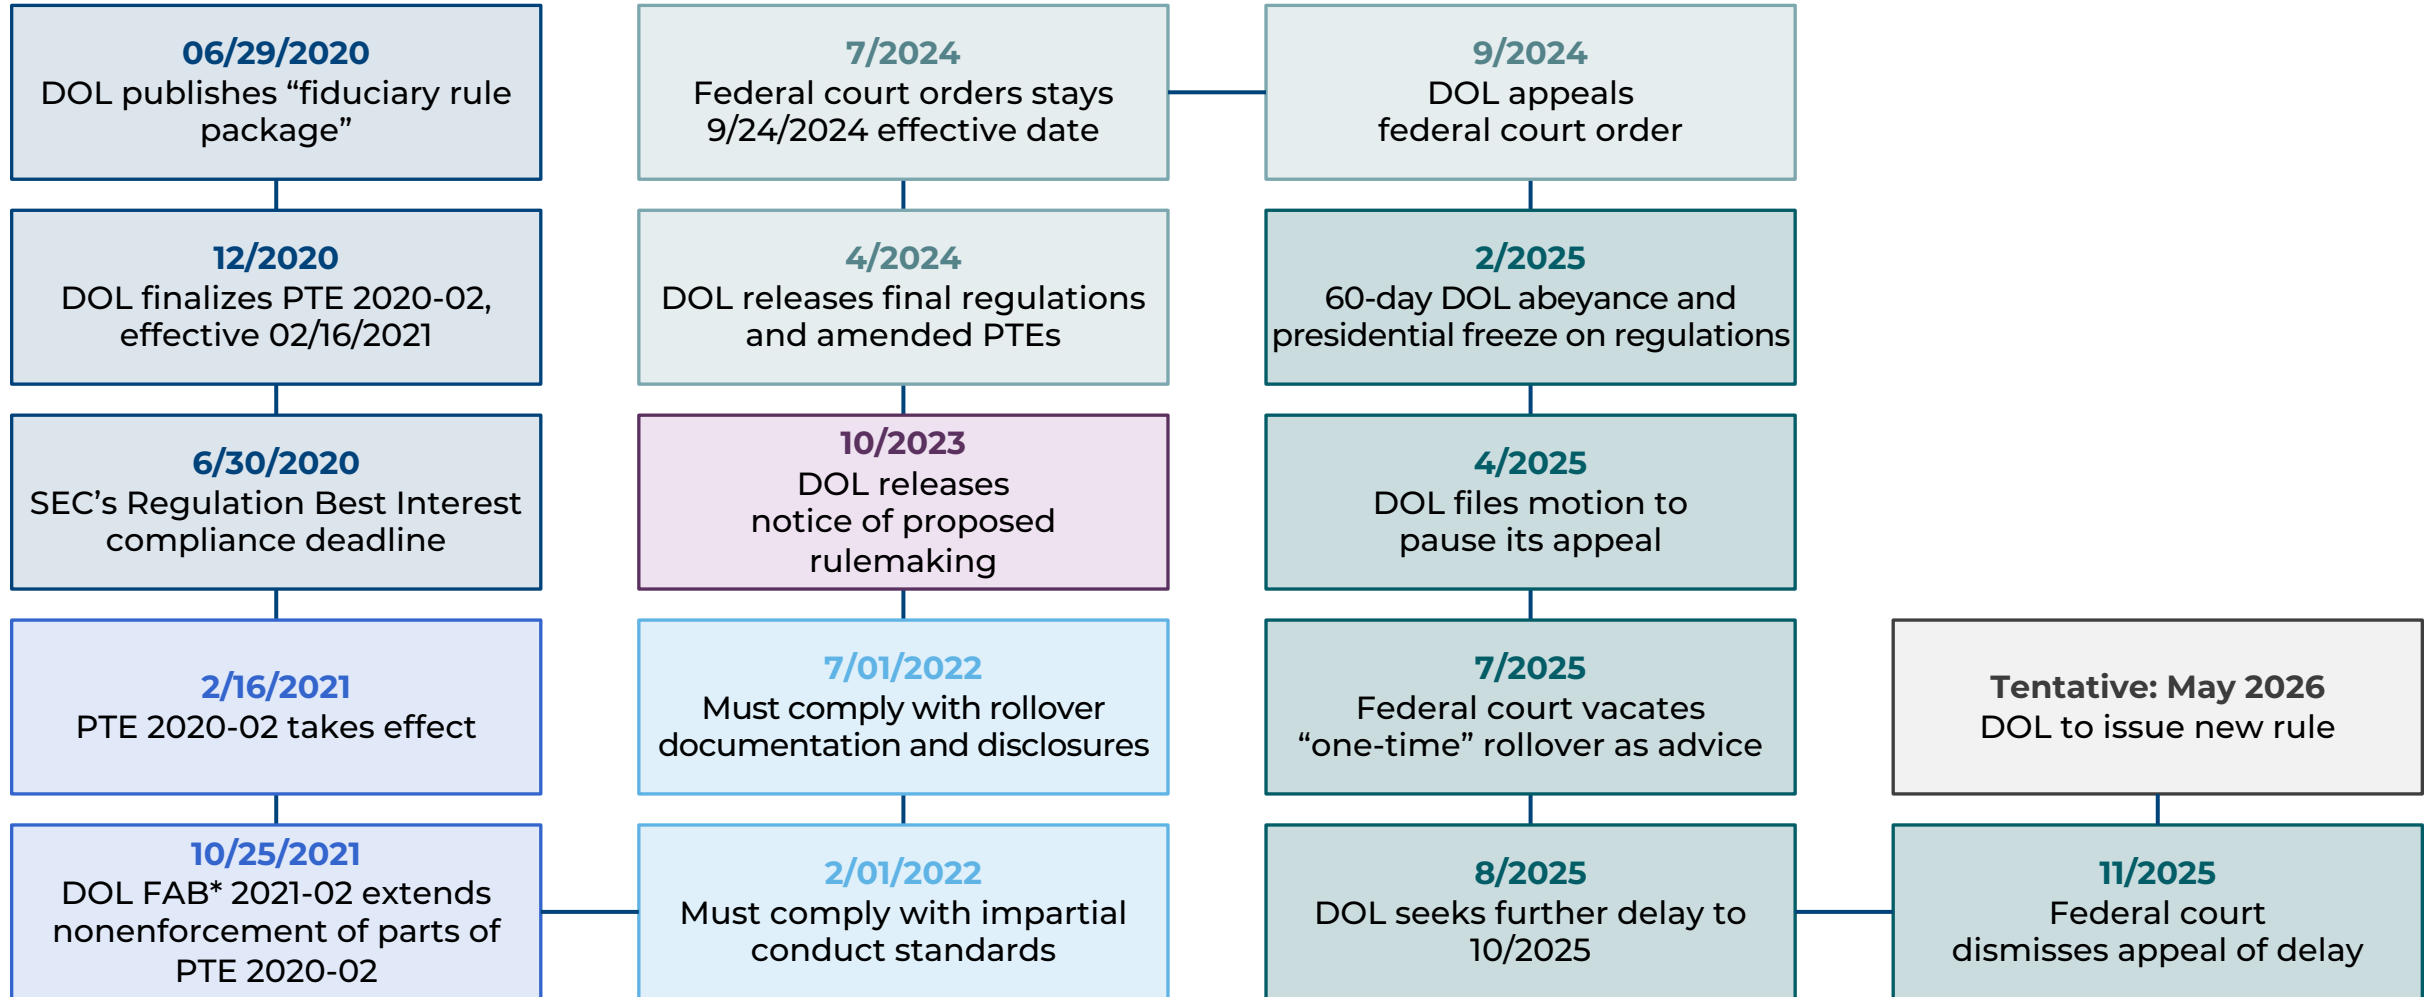 06/29/2020
DOL publishes “fiduciary rule
package”
12/2020
DOL finalizes PTE 2020-02,
effective 02/16/2021
6/30/2020
SEC’s Regulation Best Interest
compliance deadline
2/16/2021
PTE 2020-02 takes effect
10/25/2021
DOL FAB* 2021-02 extends
nonenforcement of parts of
PTE 2020-02
2/01/2022
Must comply with impartial
conduct standards
7/01/2022
Must comply with rollover
documentation and disclosures
10/2023
DOL releases
notice of proposed
rulemaking
4/2024
DOL releases final regulations
and amended PTEs
7/2024
Federal court orders stays
9/24/2024 effective date
9/2024
DOL appeals
federal court order
2/2025
60-day DOL abeyance and
presidential freeze on regulations
4/2025
DOL files motion to
pause its appeal
7/2025
Federal court vacates
“one-time” rollover as advice
8/2025
DOL seeks further delay to
10/2025
11/2025
Federal court
dismisses appeal of delay
Tentative: May 2026
DOL to issue new rule